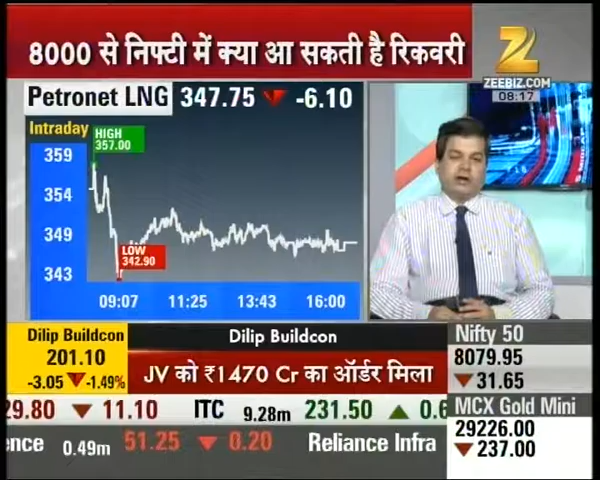 8000 से निफ्टी में क्या आ सकती है रिकवरी
ZEEBIZ.COM
08:17
Petronet LNG 347.75 -6.10
Intraday
HIGH
357.00
359
354
349
343
LOW
342.90
09:07 11:25 13:43 16:00
Dilip Buildcon
201.10
-3.05 -1.49%
Dilip Buildcon
JV को ₹1470 Cr का ऑर्डर मिला
Nifty 50
8079.95
31.65
MCX Gold Mini
29226.00
237.00
29.80 11.10 ITC 9.28m 231.50 0.6
ence 0.49m 51.25 0.20 Reliance Infra